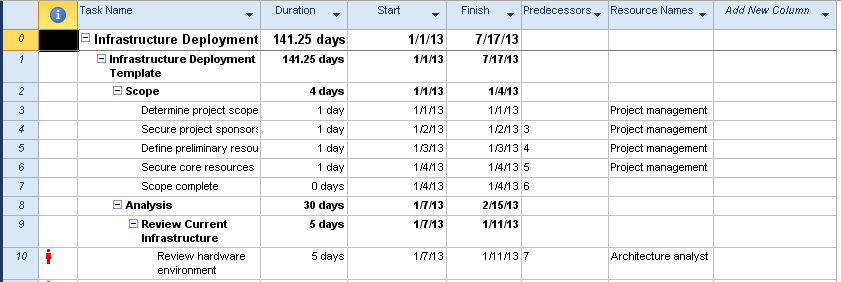 Task Name Duration Start Finish Predecessors Resource Names Add New Column
0 Infrastructure Deployment 141.25 days 1/1/13 7/17/13
1 Infrastructure Deployment 141.25 days 1/1/13 7/17/13
Template
2 Scope 4 days 1/1/13 1/4/13
3 Determine project scope 1 day 1/1/13 1/1/13 Project management
4 Secure project sponsors 1 day 1/2/13 1/2/13 3 Project management
5 Define preliminary resou 1 day 1/3/13 1/3/13 4 Project management
6 Secure core resources 1 day 1/4/13 1/4/13 5 Project management
7 Scope complete 0 days 1/4/13 1/4/13 6
8 Analysis 30 days 1/7/13 2/15/13
9 Review Current 5 days 1/7/13 1/11/13
Infrastructure
10 Review hardware 5 days 1/7/13 1/11/13 7 Architecture analyst
environment